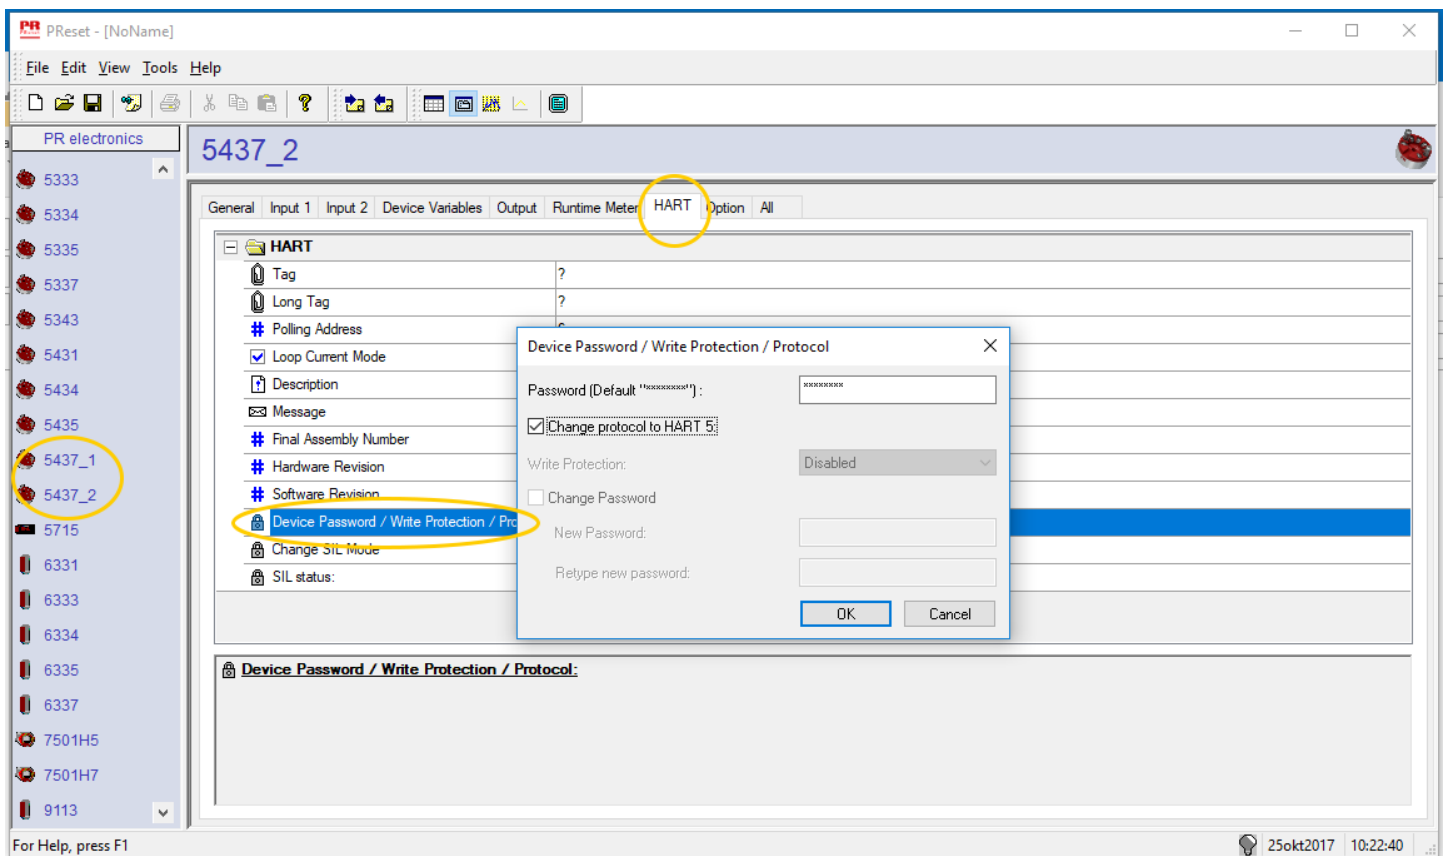 PR PReset - [NoName]
File Edit View Tools Help
PR electronics
5333
5334
5335
5337
5343
5431
5434
5435
5437_1
5437_2
5715
6331
6333
6334
6335
6337
7501H5
7501H7
9113
5437_2
General Input 1 Input 2 Device Variables Output Runtime Meter HART Option All
HART
Tag ?
Long Tag ?
Polling Address
Loop Current Mode
Description
Message
Final Assembly Number
Hardware Revision
Software Revision
Device Password / Write Protection / Pro
Change SIL Mode
SIL status:
Device Password / Write Protection / Protocol
Password (Default "********") : ********
Change protocol to HART 5:
Write Protection: Disabled
Change Password
New Password:
Retype new password:
OK Cancel
Device Password / Write Protection / Protocol:
For Help, press F1 25okt2017 10:22:40